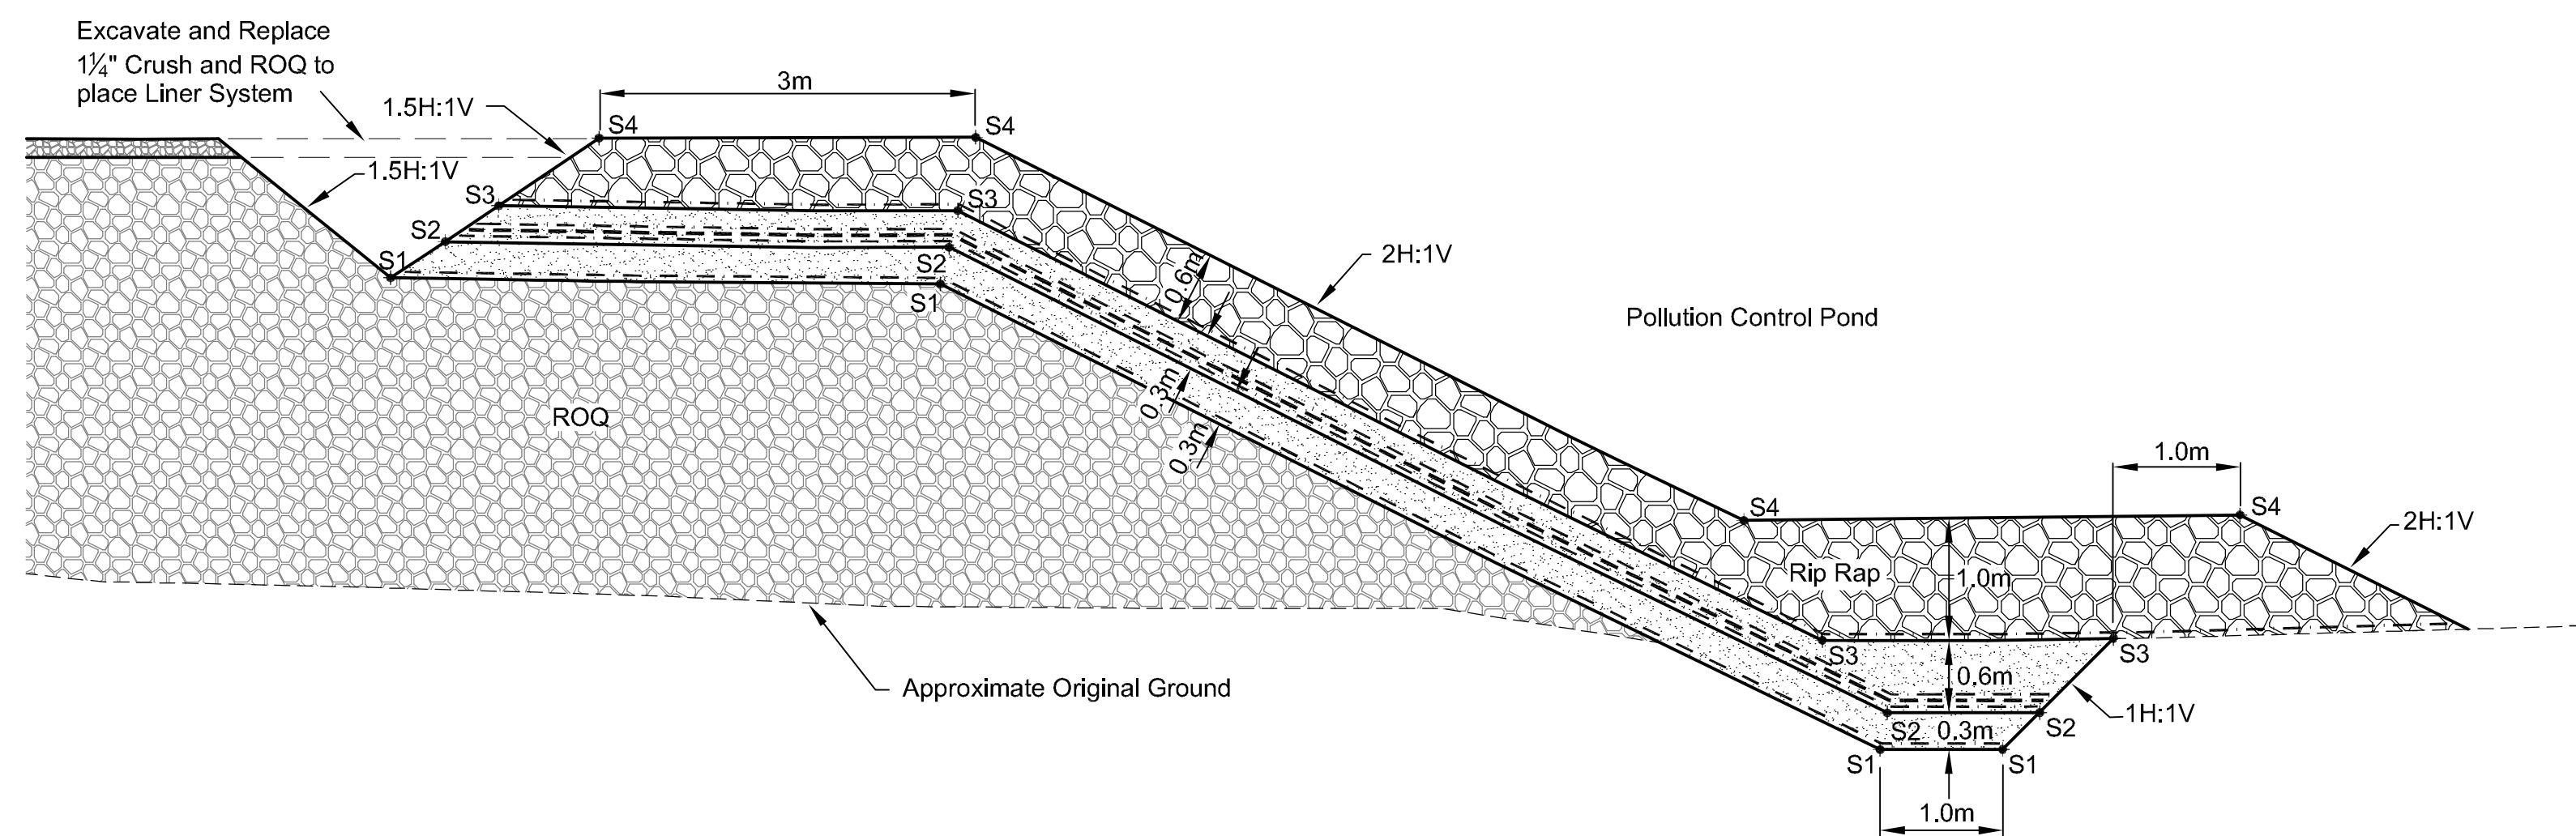 Excavate and Replace
1¼" Crush and ROQ to
place Liner System
1.5H:1V
3m
S4
S4
1.5H:1V
S3
S3
S2
S2
S1
S1
0.6m
2H:1V
Pollution Control Pond
0.3m
0.3m
ROQ
1.0m
S4
S4
2H:1V
Rip Rap
1.0m
S3
S3
Approximate Original Ground
0.6m
1H:1V
S2
0.3m
S2
S1
S1
1.0m